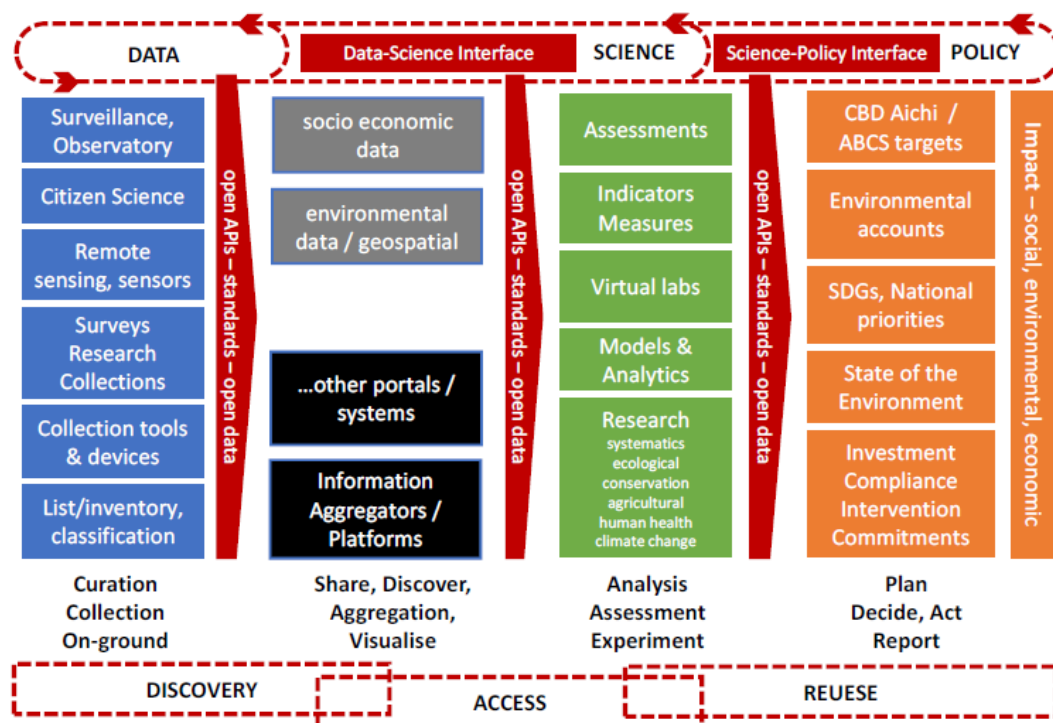 DATA
Data-Science Interface
SCIENCE
Science-Policy Interface
POLICY
Surveillance,
Observatory
Citizen Science
Remote
sensing, sensors
Surveys
Research
Collections
Collection tools
& devices
List/inventory,
classification
open APIs – standards – open data
socio economic
data
environmental
data / geospatial
...other portals /
systems
Information
Aggregators /
Platforms
open APIs – standards – open data
Assessments
Indicators
Measures
Virtual labs
Models &
Analytics
Research
systematics
ecological
conservation
agricultural
human health
climate change
open APIs – standards – open data
CBD Aichi /
ABCS targets
Environmental
accounts
SDGs, National
priorities
State of the
Environment
Investment
Compliance
Intervention
Commitments
Impact – social, environmental, economic
Curation
Collection
On-ground
Share, Discover,
Aggregation,
Visualise
Analysis
Assessment
Experiment
Plan
Decide, Act
Report
DISCOVERY
ACCESS
REUESE